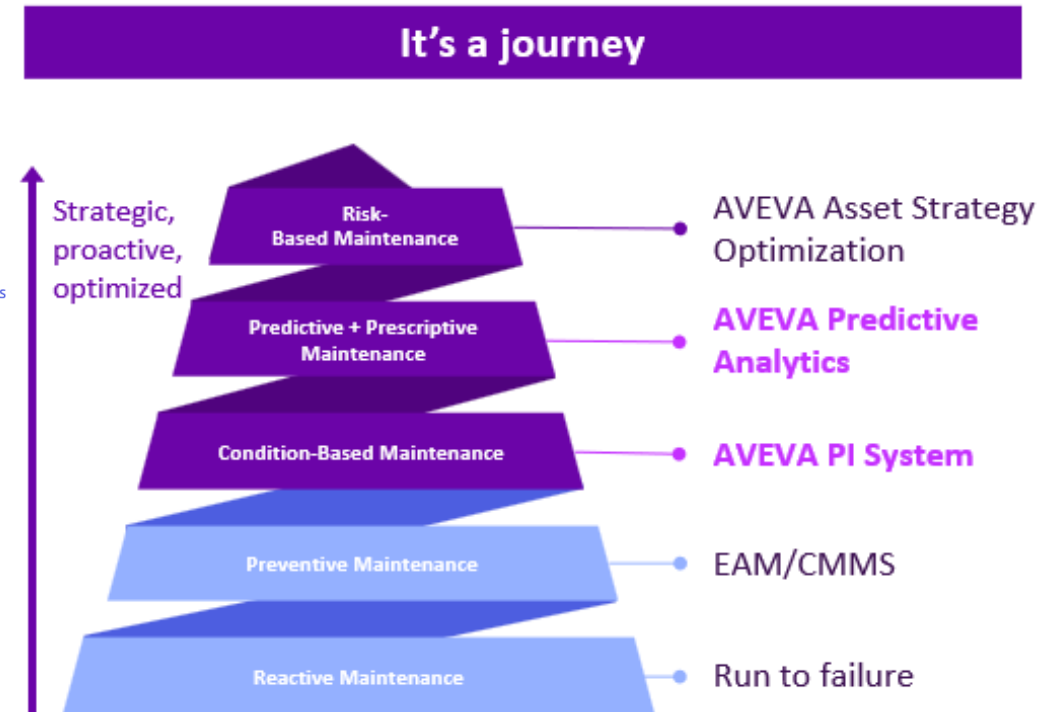 It's a journey
Strategic,
proactive,
optimized
s
Risk-
Based Maintenance
AVEVA Asset Strategy
Optimization
Predictive + Prescriptive
Maintenance
AVEVA Predictive
Analytics
Condition-Based Maintenance
AVEVA PI System
Preventive Maintenance
EAM/CMMS
Reactive Maintenance
Run to failure